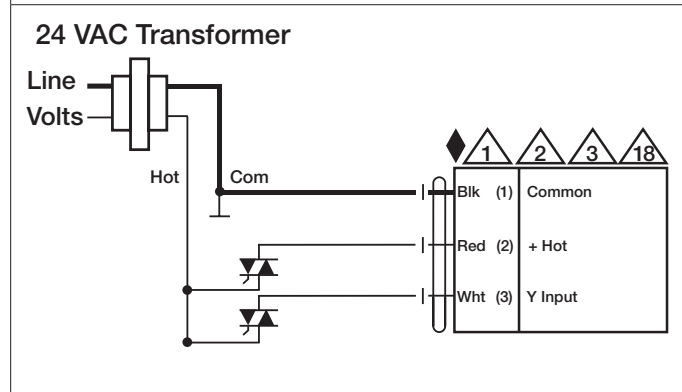 24 VAC Transformer
Line
Volts
Hot
Com
1 2 3 18
Blk (1) Common
Red (2) + Hot
Wht (3) Y Input